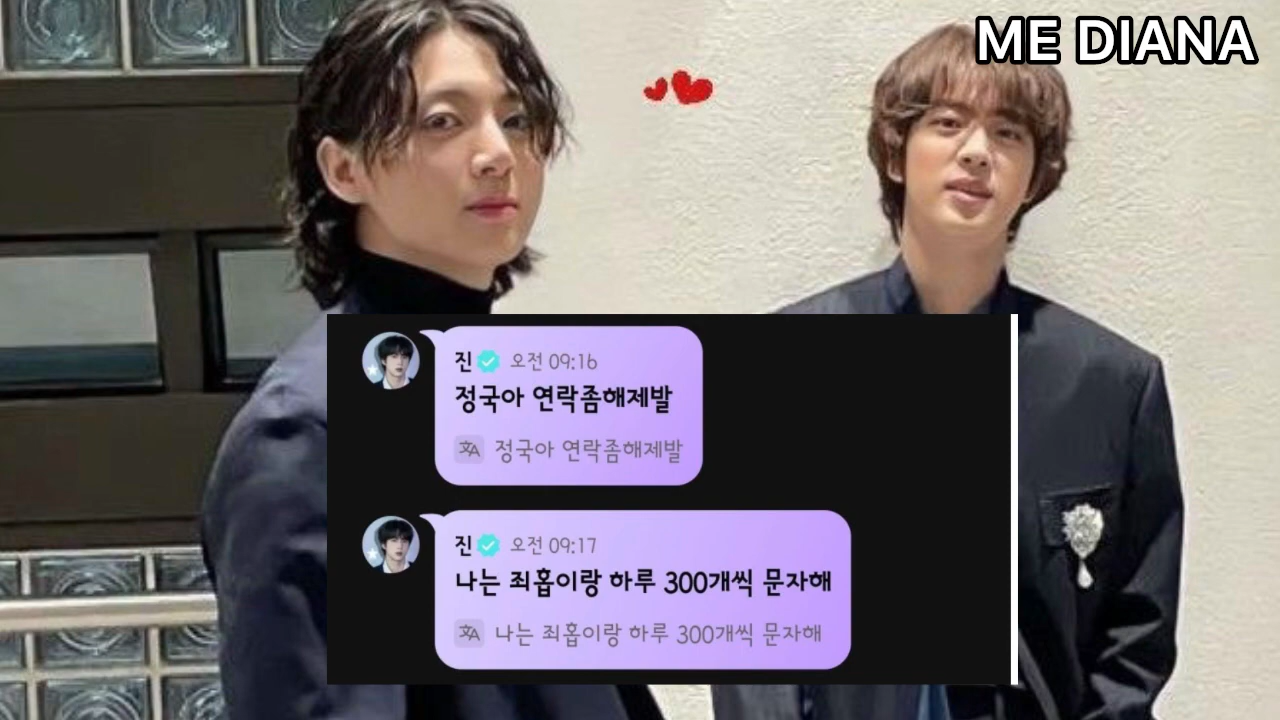 ME DIANA
진 오전 09:16
정국아 연락좀해제발
정국아 연락좀해제발
진 오전 09:17
나는 죄홉이랑 하루 300개씩 문자해
나는 죄홉이랑 하루 300개씩 문자해